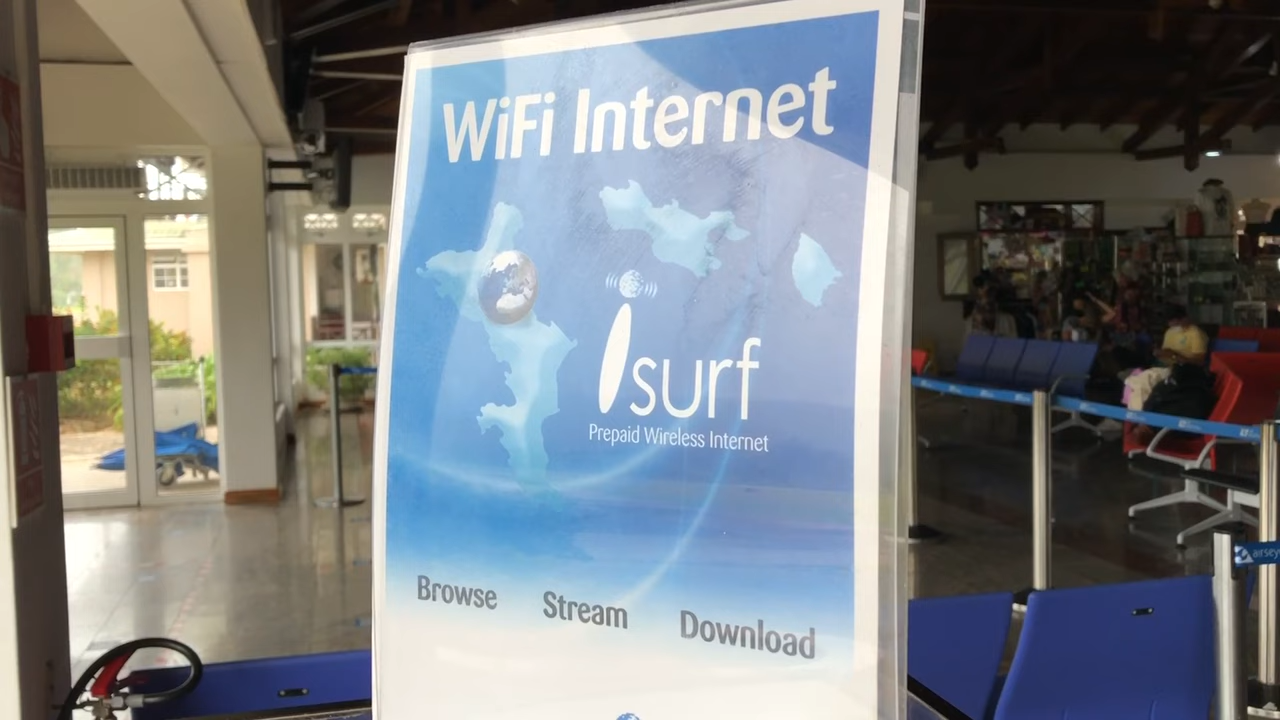 WiFi Internet
isurf
Prepaid Wireless Internet
Browse Stream Download